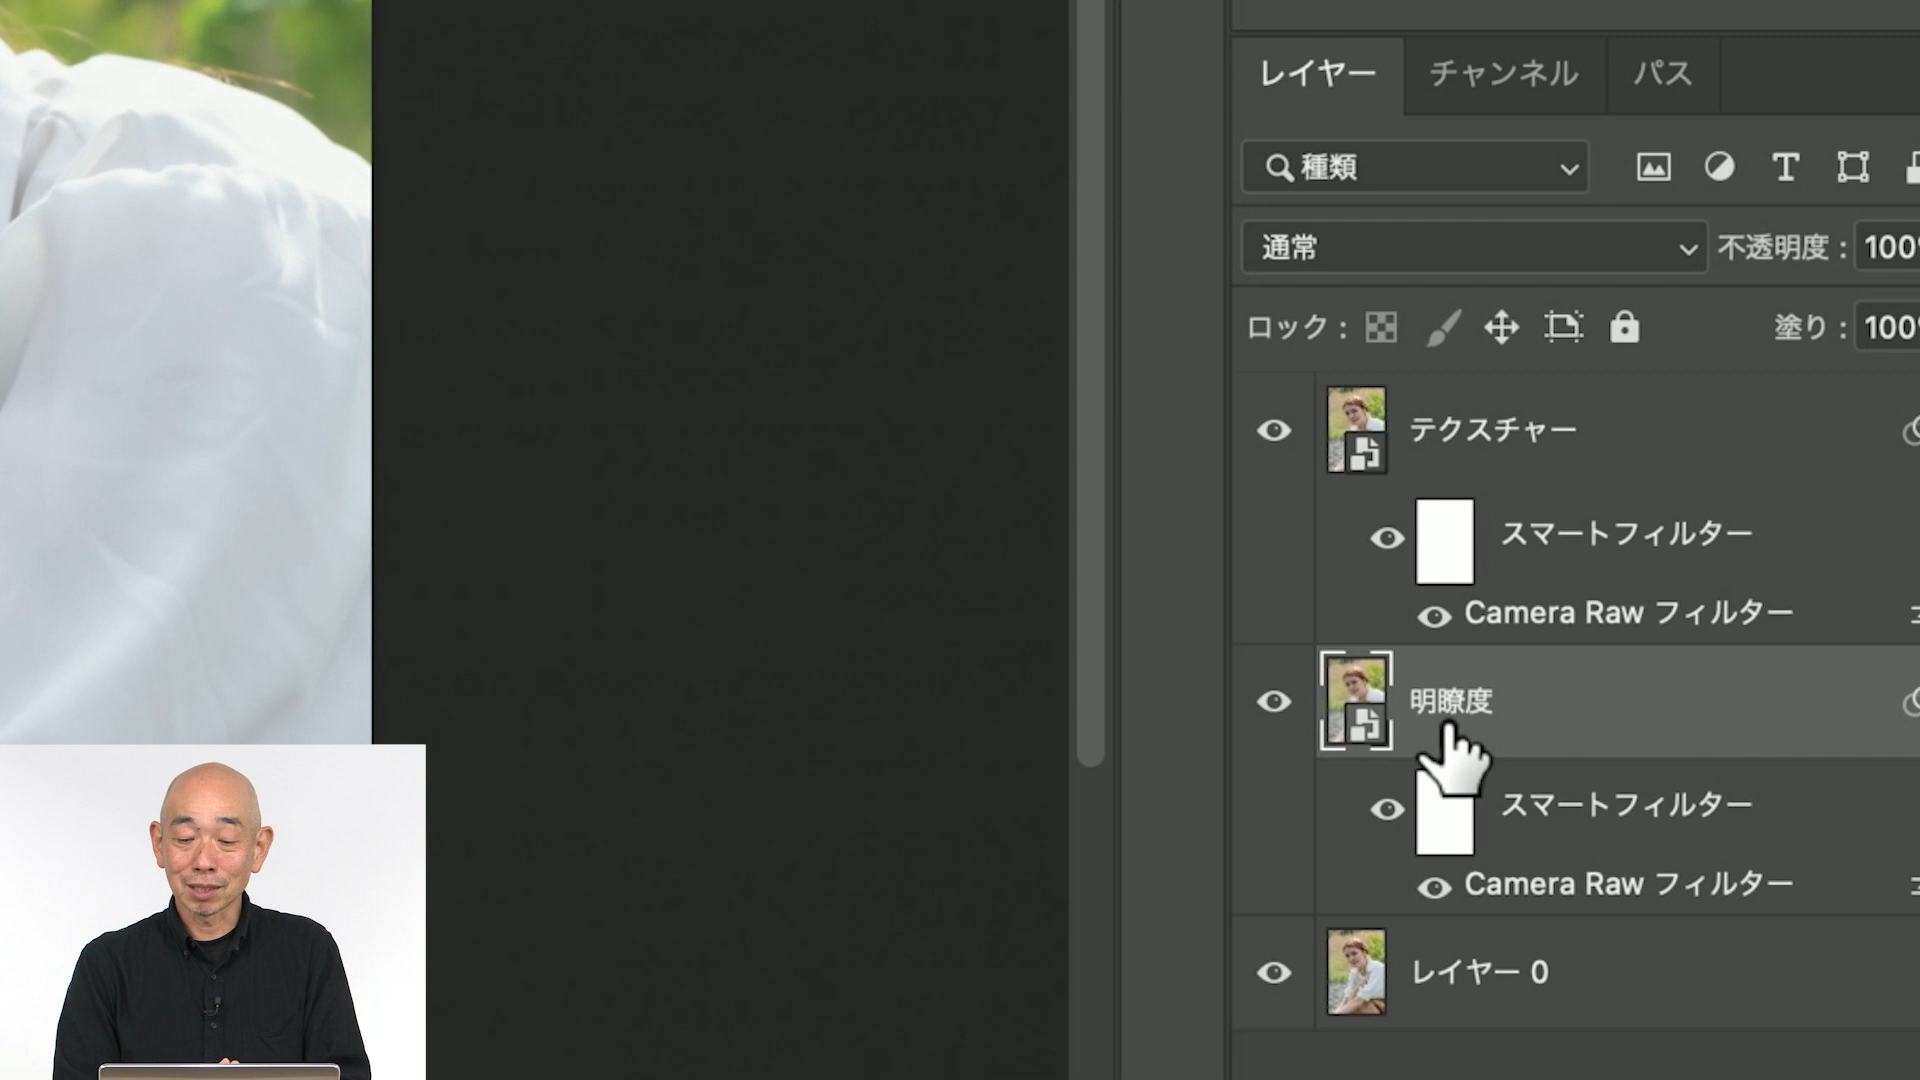 レイヤー チャンネル パス
種類
通常 不透明度： 100%
ロック： 塗り： 100%
テクスチャー
スマートフィルター
Camera Raw フィルター
明瞭度
スマートフィルター
Camera Raw フィルター
レイヤー 0